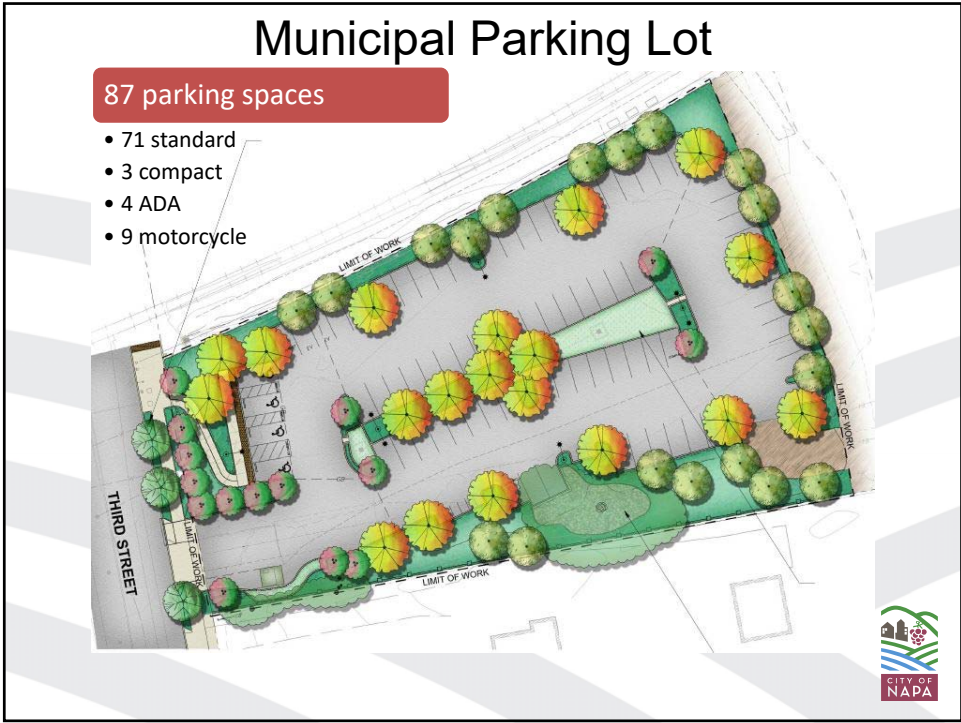 Municipal Parking Lot
87 parking spaces
• 71 standard
• 3 compact
• 4 ADA
• 9 motorcycle
LIMIT OF WORK
LIMIT OF WORK
THIRD STREET
LIMIT OF WORK
LIMIT OF WORK
CITY OF
NAPA